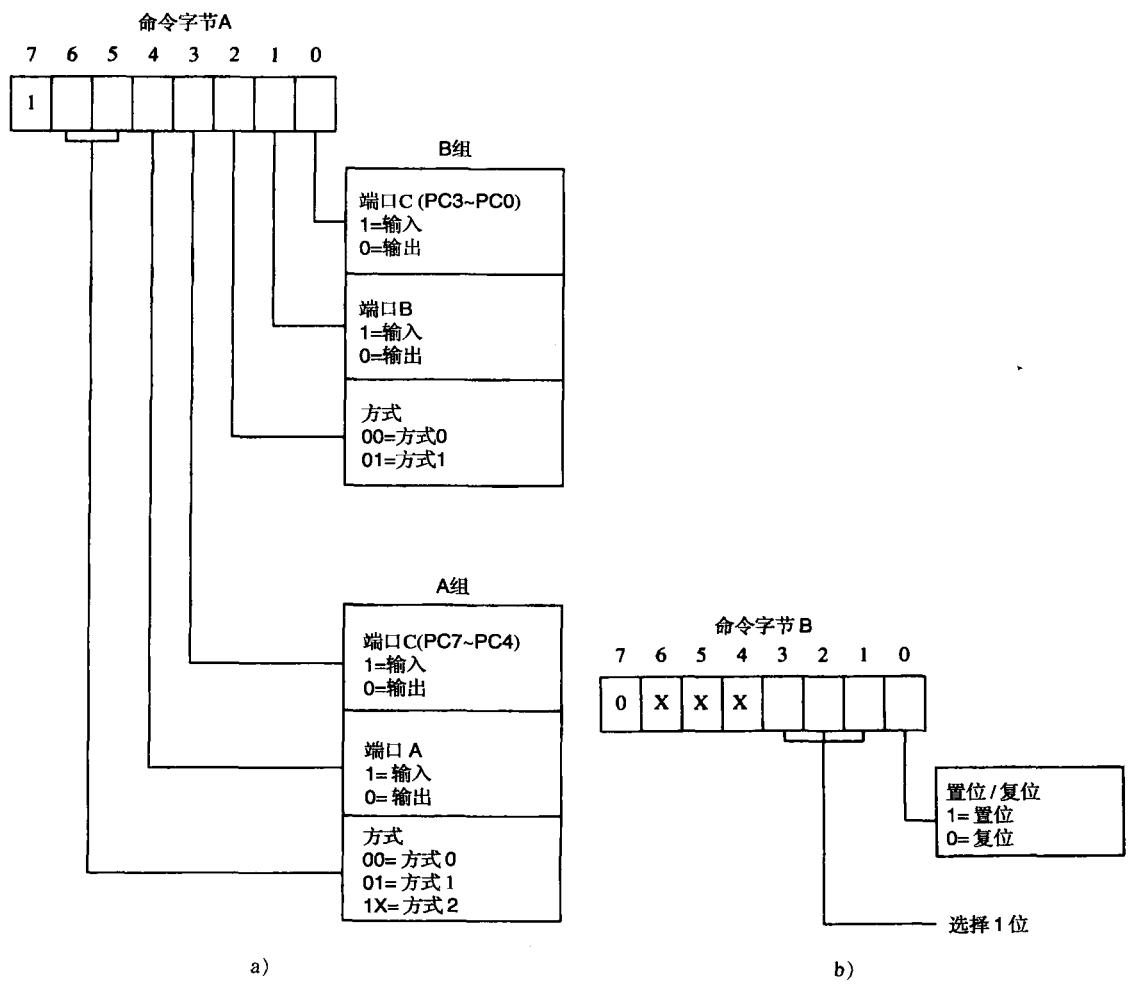 命令字节A
7 6 5 4 3 2 1 0
1
B组
端口C (PC3~PC0)
1=输入
0=输出
端口B
1=输入
0=输出
方式
00=方式0
01=方式1
A组
端口C(PC7~PC4)
1=输入
0=输出
端口 A
1= 输入
0= 输出
方式
00= 方式 0
01= 方式 1
1X= 方式 2
a)
命令字节 B
7 6 5 4 3 2 1 0
0 X X X
置位 / 复位
1= 置位
0= 复位
选择 1 位
b)